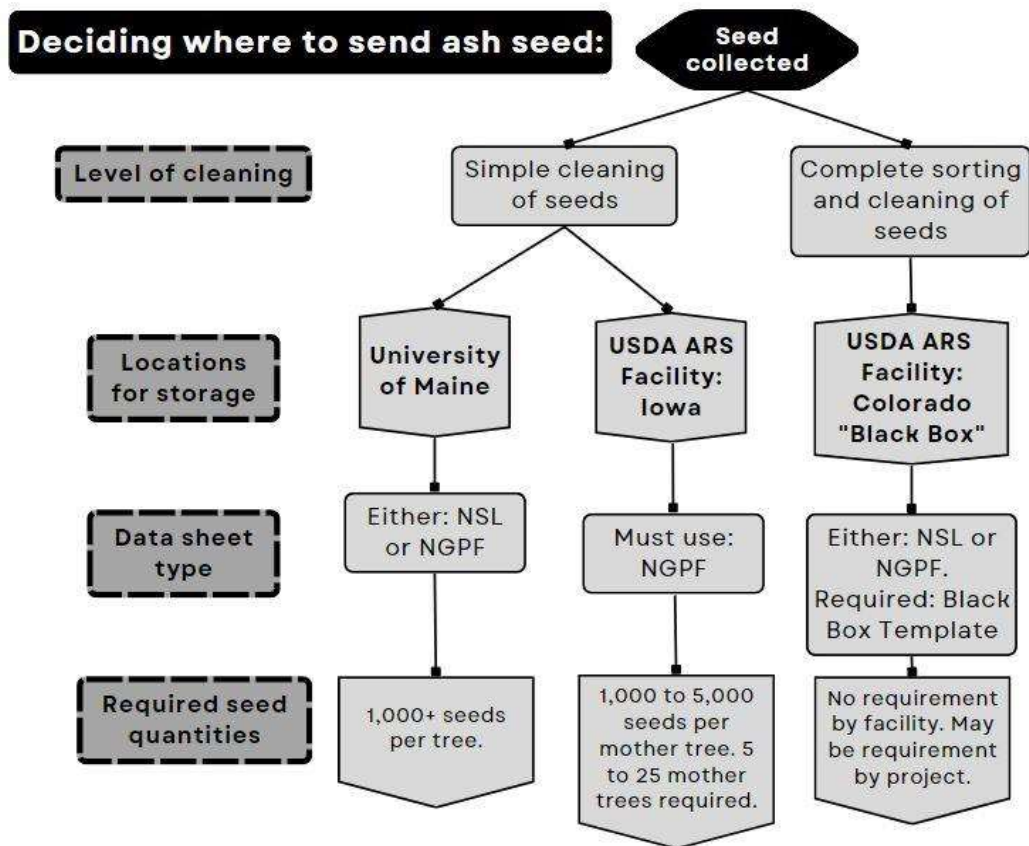 Deciding where to send ash seed:
Seed
collected
Level of cleaning
Simple cleaning
of seeds
Complete sorting
and cleaning of
seeds
Locations
for storage
University
of Maine
USDA ARS
Facility:
Iowa
USDA ARS
Facility:
Colorado
"Black Box"
Data sheet
type
Either: NSL
or NGPF
Must use:
NGPF
Either: NSL or
NGPF.
Required: Black
Box Template
Required seed
quantities
1,000+ seeds
per tree.
1,000 to 5,000
seeds per
mother tree. 5
to 25 mother
trees required.
No requirement
by facility. May
be requirement
by project.